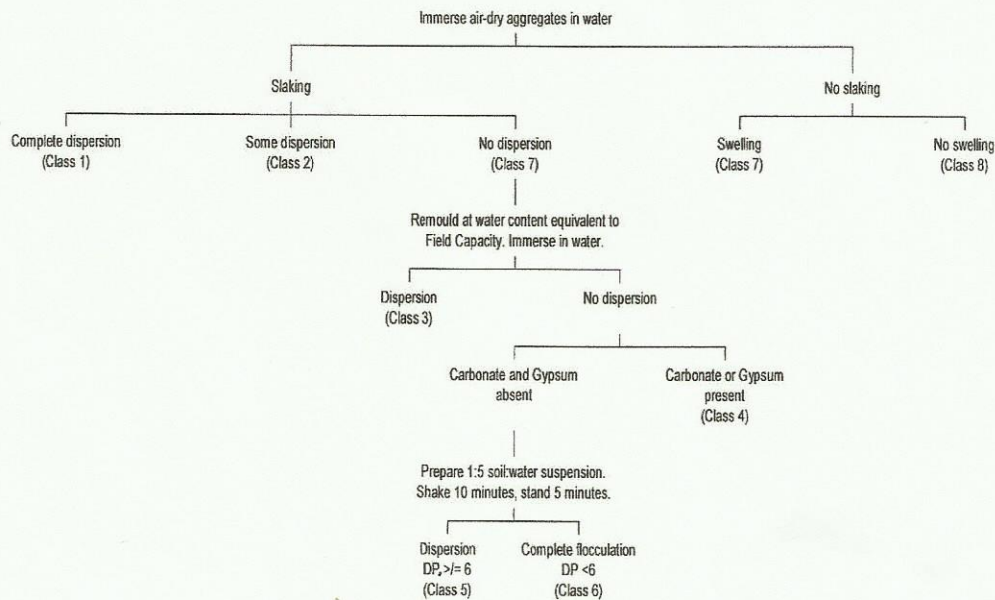 Immerse air-dry aggregates in water
Slaking
No slaking
Complete dispersion
(Class 1)
Some dispersion
(Class 2)
No dispersion
(Class 7)
Swelling
(Class 7)
No swelling
(Class 8)
Remould at water content equivalent to
Field Capacity. Immerse in water.
Dispersion
(Class 3)
No dispersion
Carbonate and Gypsum
absent
Carbonate or Gypsum
present
(Class 4)
Prepare 1:5 soil:water suspension.
Shake 10 minutes, stand 5 minutes.
Dispersion
DP, >/= 6
(Class 5)
Complete flocculation
DP <6
(Class 6)